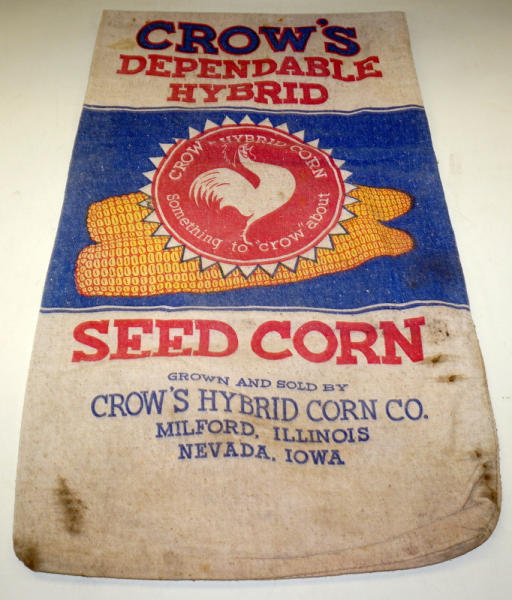 CROW'S
DEPENDABLE
HYBRID
CROW HYBRID CORN
Something to "crow" about
SEED CORN
GROWN AND SOLD BY
CROW'S HYBRID CORN CO.
MILFORD, ILLINOIS
NEVADA, IOWA